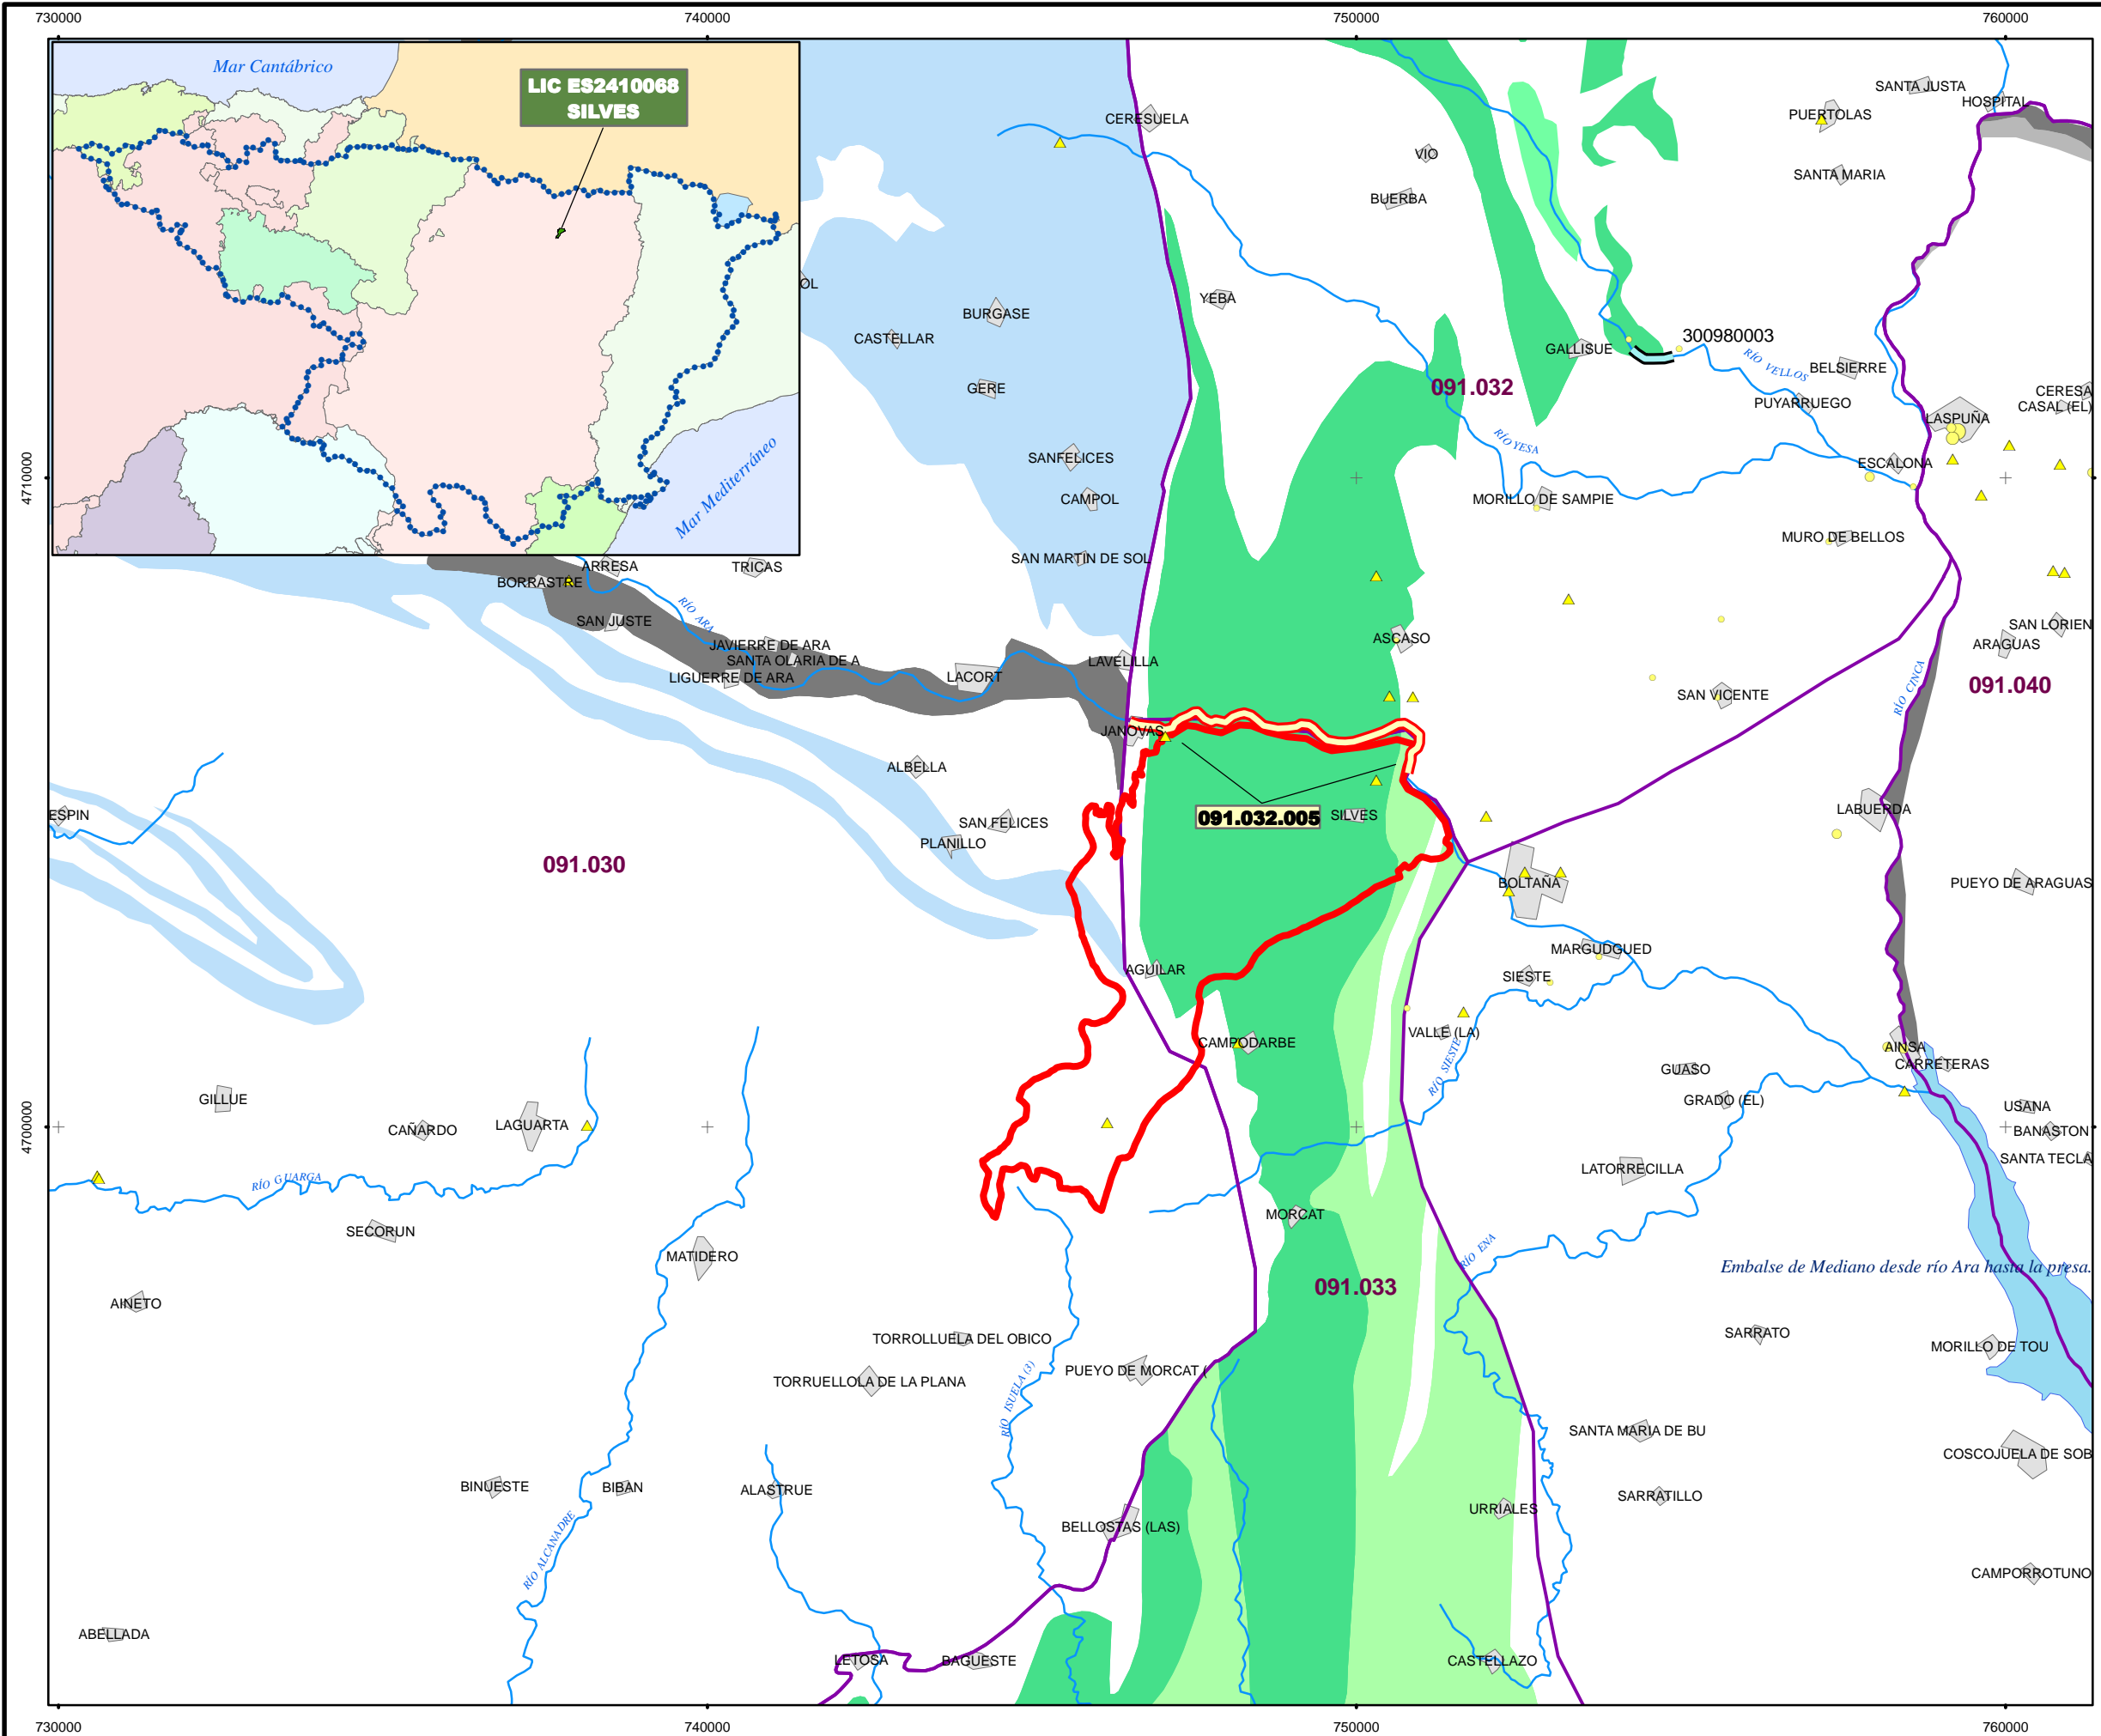 730000
740000
750000
760000
Mar Cantábrico
LIC ES2410068
SILVES
Mar Mediterráneo
CERESUELA
SANTA JUSTA
HOSPITAL
PUERTOLAS
VIO
SANTA MARIA
BUERBA
OL
YEBA
BURGASE
CASTELLAR
300980003
GALLISUE
RÍO VELLOS
BELSIERRE
GERE
091.032
CERESA
PUYARRUEGO
CASAL (EL)
LASPUÑA
RÍO YESA
SANFELICES
ESCALONA
4710000
CAMPOL
MORILLO DE SAMPIE
MURO DE BELLOS
SAN MARTIN DE SOL
ARRESA
TRICAS
BORRASTRE
RÍO ARA
SAN JUSTE
SAN LORIEN
ASCASO
JAVIERRE DE ARA
ARAGUAS
SANTA OLARIA DE A
LAVELILLA
LIGUERRE DE ARA
LACORT
091.040
RÍO CINCA
SAN VICENTE
JANOVAS
ALBELLA
ESPIN
091.032.005
SILVES
LABUERDA
SAN FELICES
PLANILLO
091.030
BOLTAÑA
PUEYO DE ARAGUAS
MARGUDGUED
AGUILAR
SIESTE
VALLE (LA)
CAMPODARBE
AINSA
CARRETERAS
RÍO SIESTE
GUASO
GILLUE
GRADO (EL)
USANA
4700000
CAÑARDO
LAGUARTA
BANASTON
SANTA TECLA
LATORRECILLA
RÍO GUARGA
MORCAT
SECORUN
MATIDERO
RÍO ENA
Embalse de Mediano desde río Ara hasta la presa.
091.033
AINETO
SARRATO
TORROLLUELA DEL OBICO
MORILLO DE TOU
PUEYO DE MORCAT (
TORRUELLOLA DE LA PLANA
RÍO ISUELA (3)
SANTA MARIA DE BU
COSCOJUELA DE SOB
BINUESTE
BIBAN
ALASTRUE
SARRATILLO
URRIALES
BELLOSTAS (LAS)
RÍO ALCANADRE
CAMPORROTUNO
ABELLADA
LETOSA
BAGUESTE
CASTELLAZO
730000
740000
750000
760000